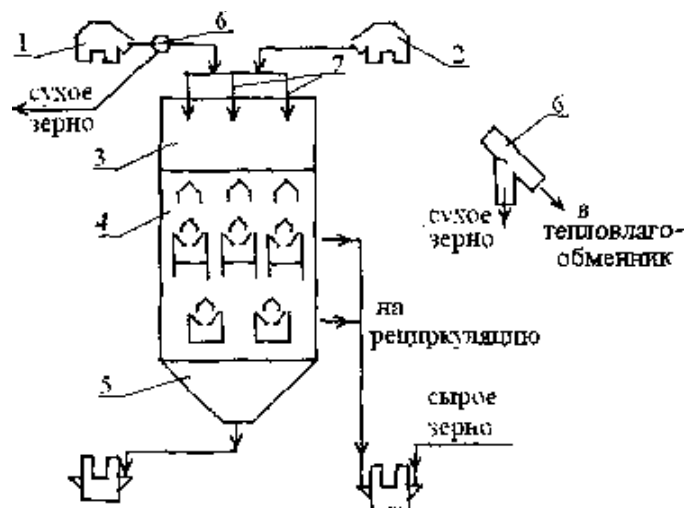 1
6
2
7
сухое
зерно
3
6
4
сухое
зерно
в
тепловлаго-
обменник
на
рециркуляцию
5
сырое
зерно